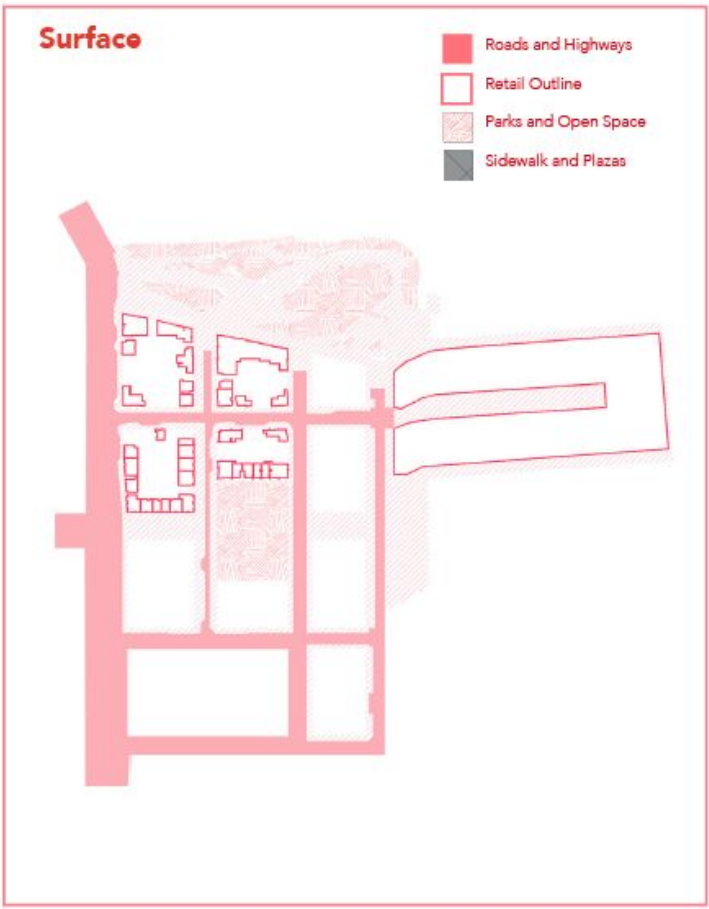 Surface
Roads and Highways
Retail Outline
Parks and Open Space
Sidewalk and Plazas